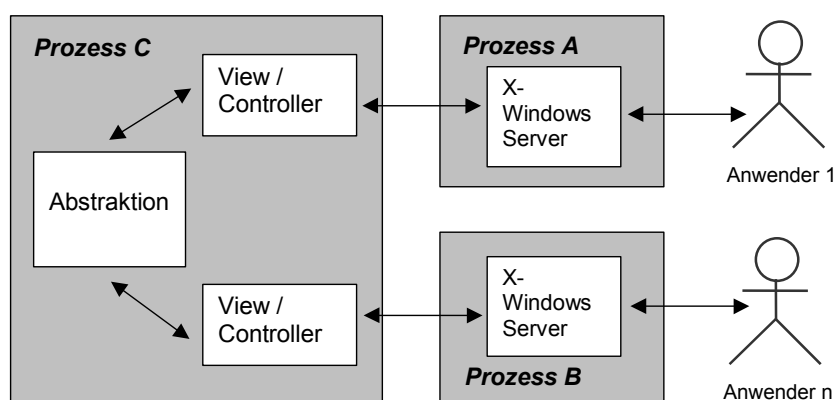 Prozess C
View /
Controller
Abstraktion
View /
Controller
Prozess A
X-
Windows
Server
Anwender 1
X-
Windows
Server
Prozess B
Anwender n